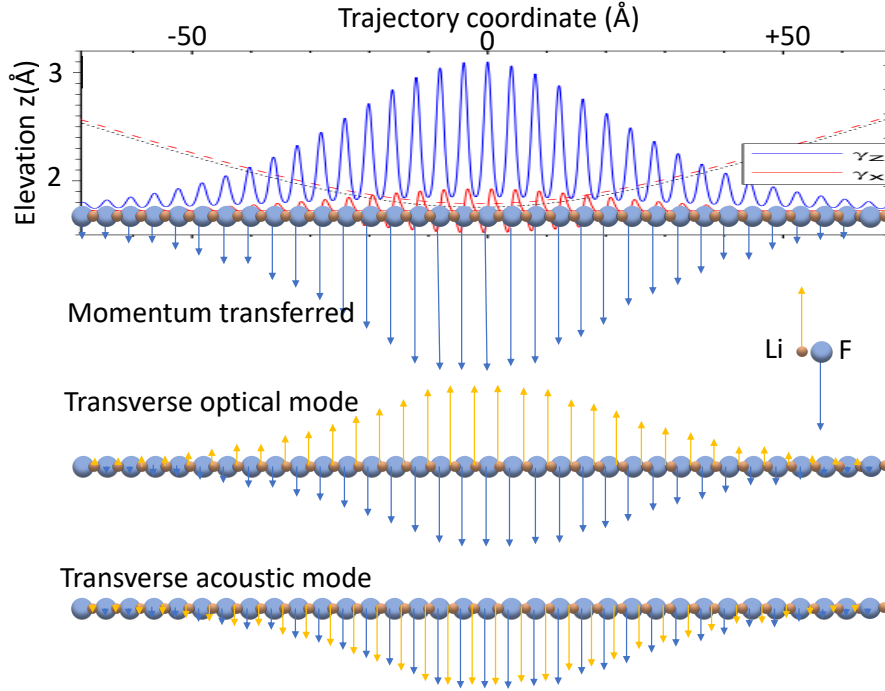 Trajectory coordinate (Å)
-50
0
+50
Elevation z(Å)
3
2
γz
γx
Momentum transferred
Li
F
Transverse optical mode
Transverse acoustic mode